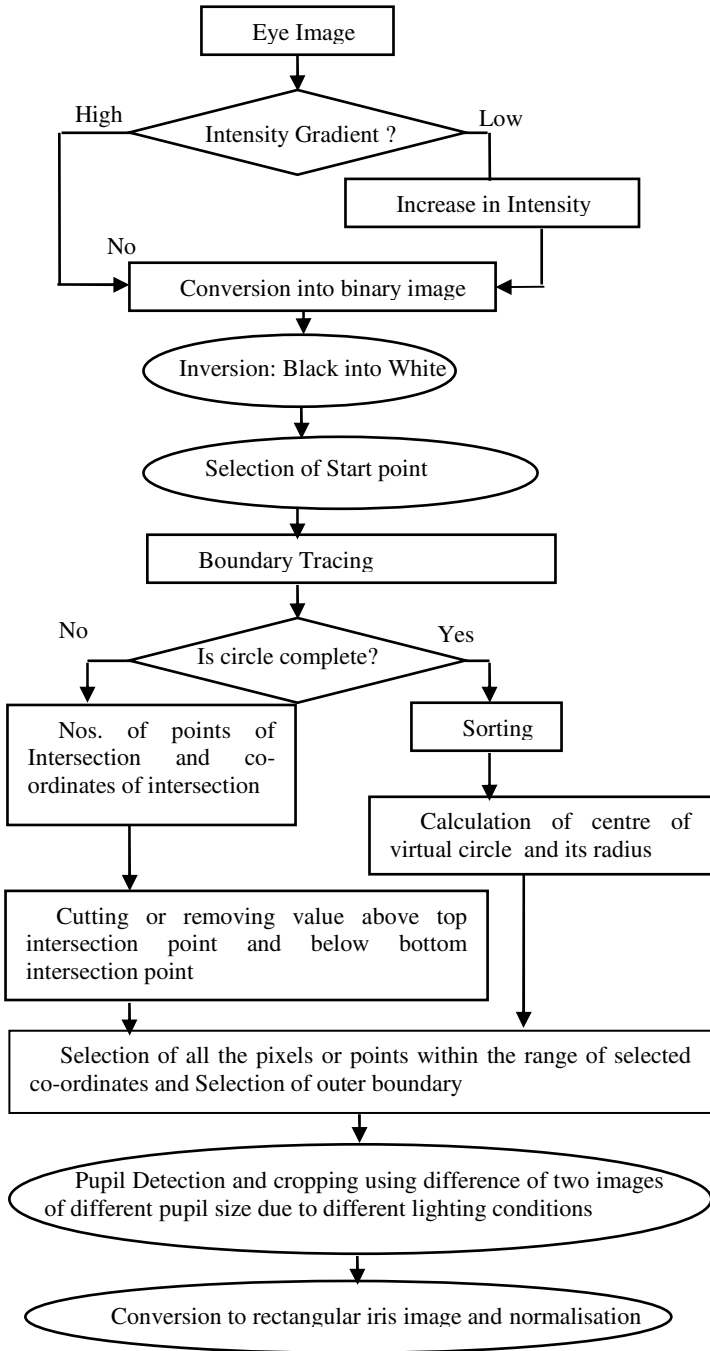 Eye Image
High
Intensity Gradient ?
Low
Increase in Intensity
No
Conversion into binary image
Inversion: Black into White
Selection of Start point
Boundary Tracing
No
Is circle complete?
Yes
Nos. of points of
Intersection and co-
ordinates of intersection
Sorting
Calculation of centre of
virtual circle and its radius
Cutting or removing value above top
intersection point and below bottom
intersection point
Selection of all the pixels or points within the range of selected
co-ordinates and Selection of outer boundary
Pupil Detection and cropping using difference of two images
of different pupil size due to different lighting conditions
Conversion to rectangular iris image and normalisation